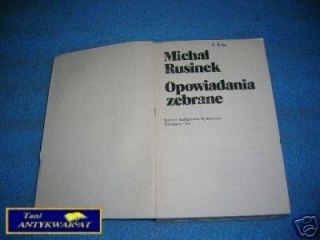 Michał
Rusinek
Opowiadania
zebrane
Tani
ANTYKWARIAT